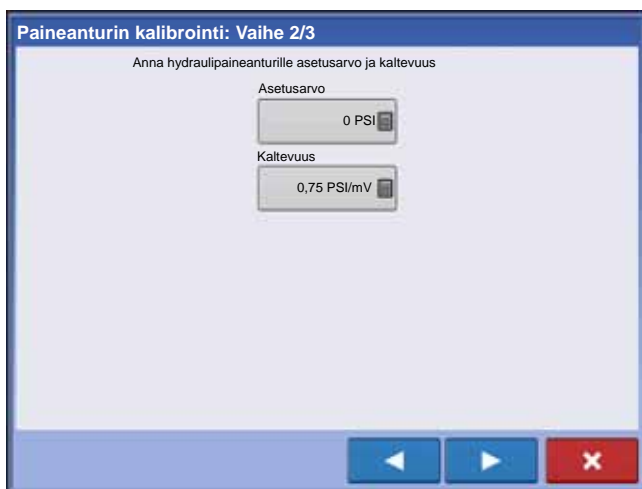 Paineanturin kalibrointi: Vaihe 2/3
Anna hydraulipaineanturille asetusarvo ja kaltevuus
Asetusarvo
0 PSI
Kaltevuus
0,75 PSI/mV